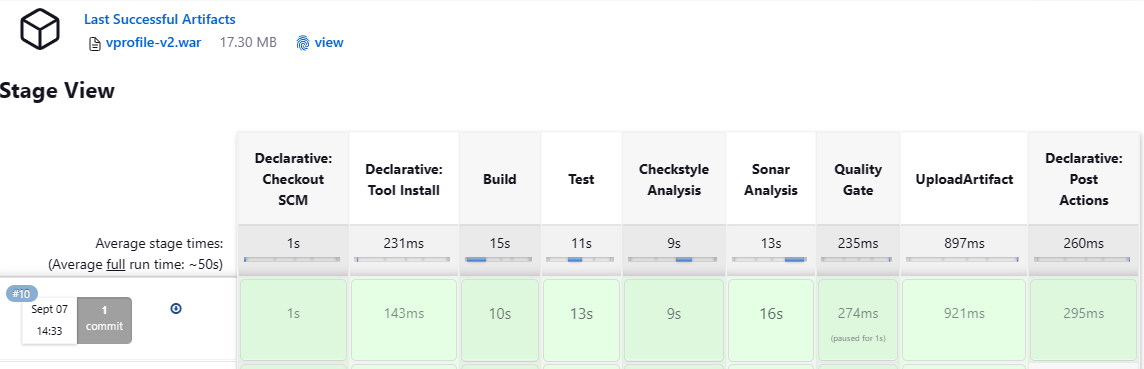 Last Successful Artifacts
vprofile-v2.war 17.30 MB view
Stage View
Declarative: Checkout SCM
Declarative: Tool Install
Build
Test
Checkstyle Analysis
Sonar Analysis
Quality Gate
UploadArtifact
Declarative: Post Actions
Average stage times:
(Average full run time: ~50s)
1s 231ms 15s 11s 9s 13s 235ms 897ms 260ms
#10
Sept 07
14:33
1
commit
1s 143ms 10s 13s 9s 16s 274ms 921ms 295ms
(paused for 1s)